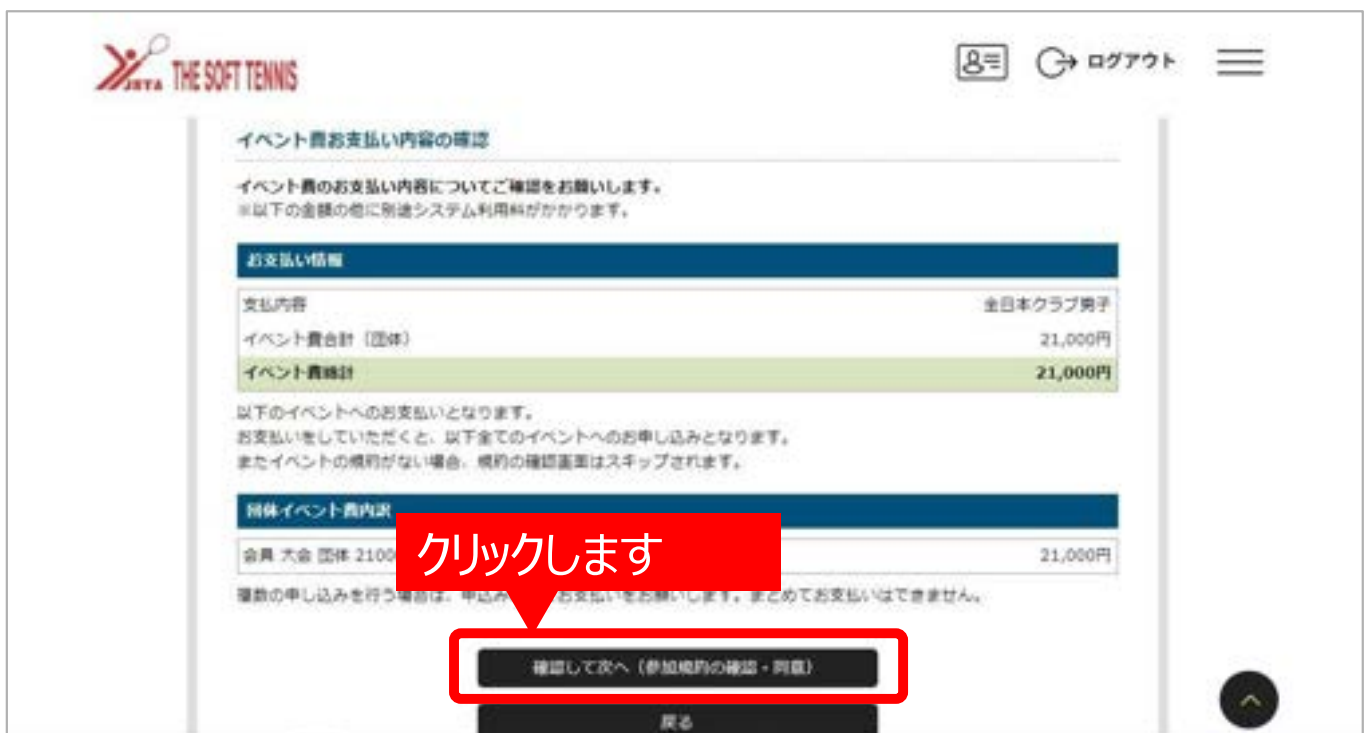 JSTA THE SOFT TENNIS
ログアウト
イベント費お支払い内容の確認
イベント費のお支払い内容についてご確認をお願いします。
※以下の金額の他に別途システム利用料がかかります。
お支払い情報
支払内容 全日本クラブ男子
イベント費合計（団体） 21,000円
イベント費総計 21,000円
以下のイベントへのお支払いとなります。
お支払いをしていただくと、以下全てのイベントへのお申し込みとなります。
またイベントの規約がない場合、規約の確認画面はスキップされます。
団体イベント費内訳
クリックします
会員 大会 団体 2100 21,000円
複数の申し込みを行う場合は、申込み お支払いをお願いします。まとめてお支払いはできません。
確認して次へ（参加規約の確認・同意）
戻る